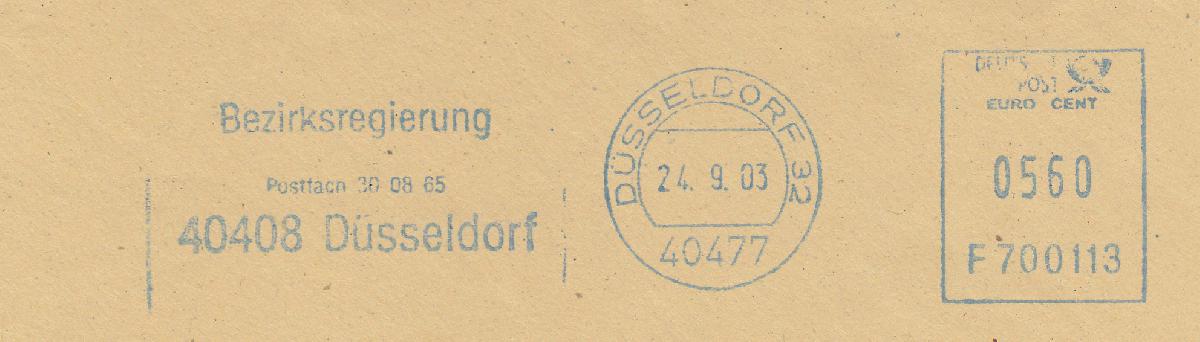 Bezirksregierung
Postfach 30 08 65
40408 Düsseldorf
DÜSSELDORF 32
24. 9. 03
40477
POST
EURO CENT
0560
F 700113